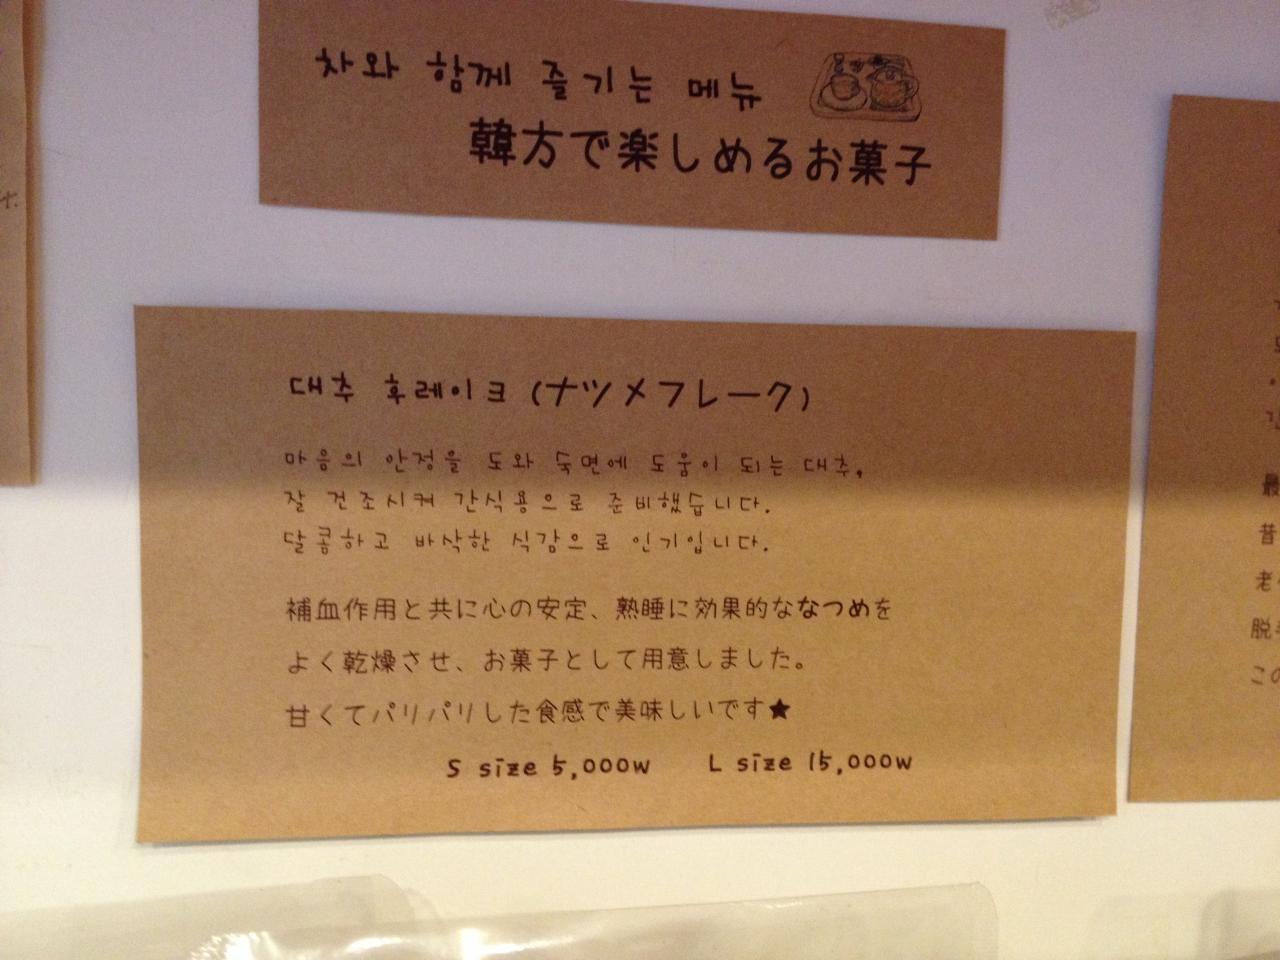 차와 함께 즐기는 메뉴
韓方で楽しめるお菓子
대추 후레이크 (ナツメフレーク)
마음의 안정을 도와 숙면에 도움이 되는 대추,
잘 건조시켜 간식용으로 준비했습니다.
달콤하고 바삭한 식감으로 인기입니다.
補血作用と共に心の安定、熟睡に効果的ななつめを
よく乾燥させ、お菓子として用意しました。
甘くてパリパリした食感で美味しいです★
S size 5,000w L size 15,000w
最
昔
老
脱
この